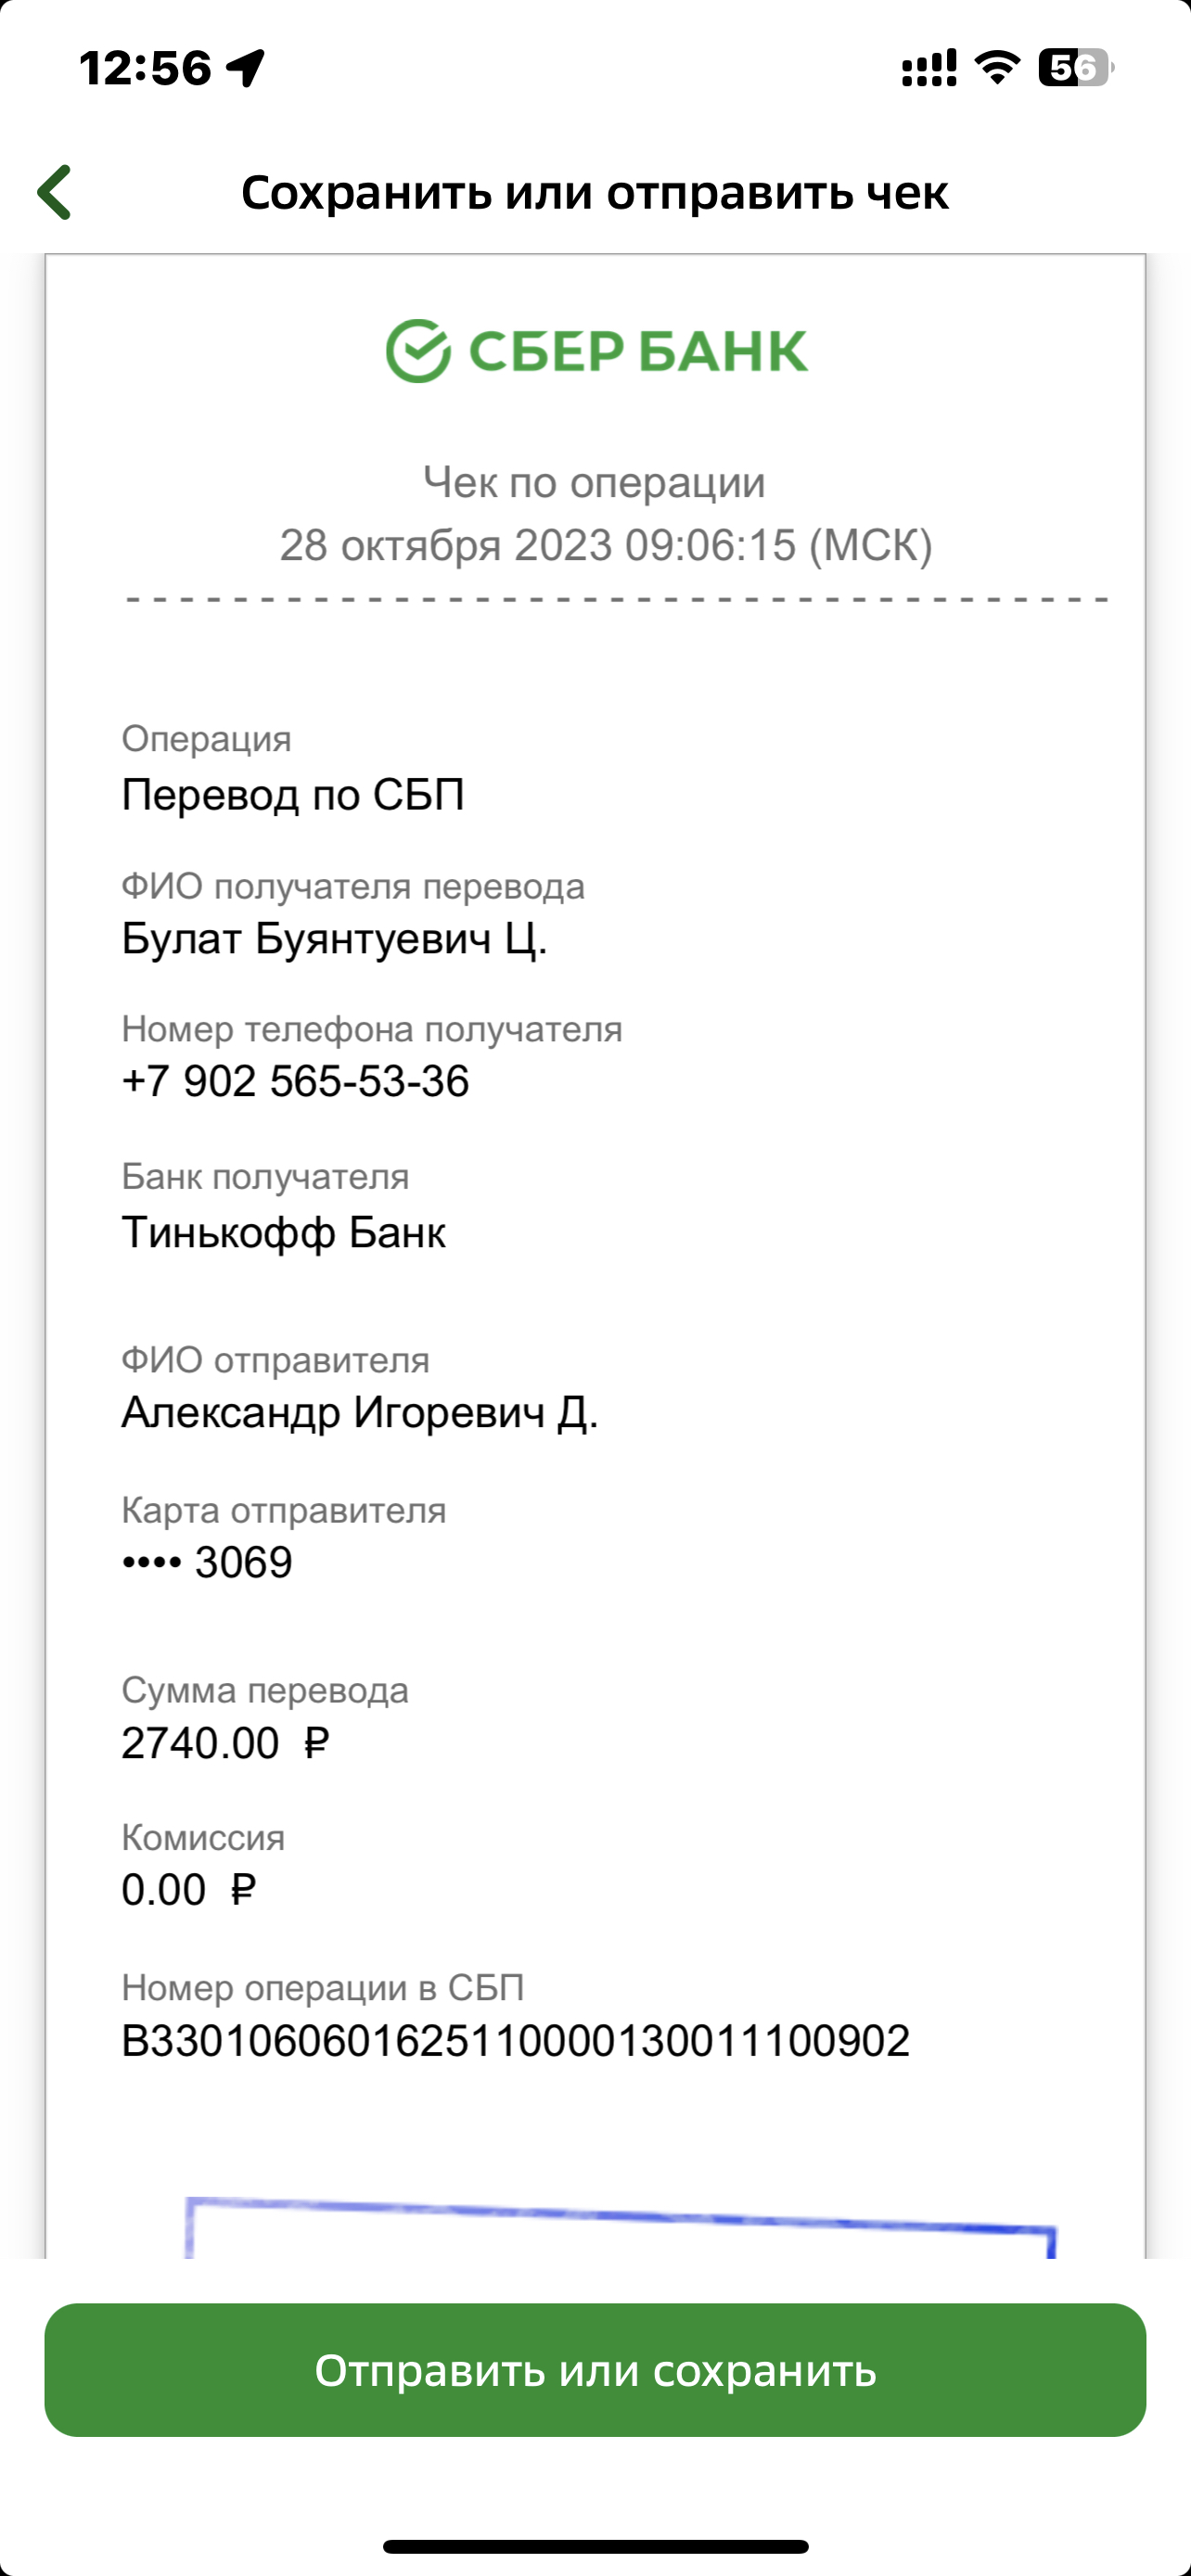 12:56
56
Сохранить или отправить чек
СБЕР БАНК
Чек по операции
28 октября 2023 09:06:15 (МСК)
Операция
Перевод по СБП
ФИО получателя перевода
Булат Буянтуевич Ц.
Номер телефона получателя
+7 902 565-53-36
Банк получателя
Тинькофф Банк
ФИО отправителя
Александр Игоревич Д.
Карта отправителя
•••• 3069
Сумма перевода
2740.00 ₽
Комиссия
0.00 ₽
Номер операции в СБП
B3301060601625110000130011100902
Отправить или сохранить